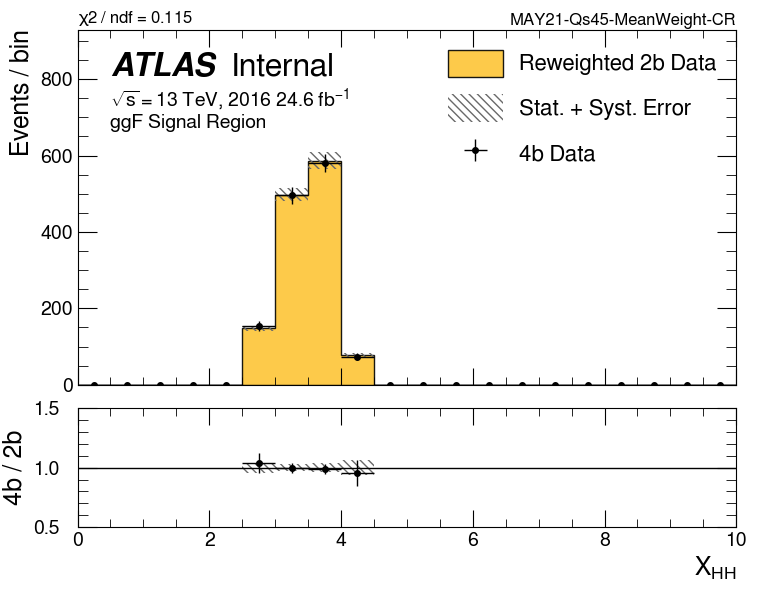 χ² / ndf = 0.115
MAY21-Qs45-MeanWeight-CR
Events / bin
ATLAS Internal
√s = 13 TeV, 2016 24.6 fb⁻¹
ggF Signal Region
Reweighted 2b Data
Stat. + Syst. Error
4b Data
800
600
400
200
0
4b / 2b
1.5
1.0
0.5
0 2 4 6 8 10
X_HH